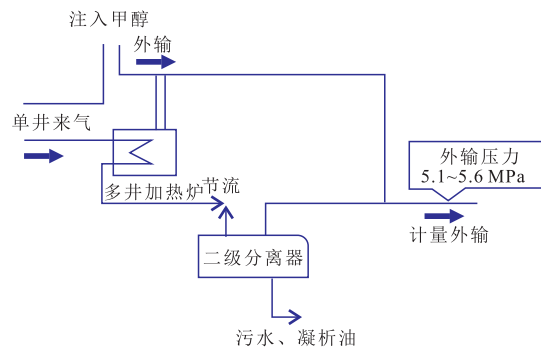 注入甲醇
外输
单井来气
外输压力
5.1~5.6 MPa
多井加热炉
节流
计量外输
二级分离器
污水、凝析油